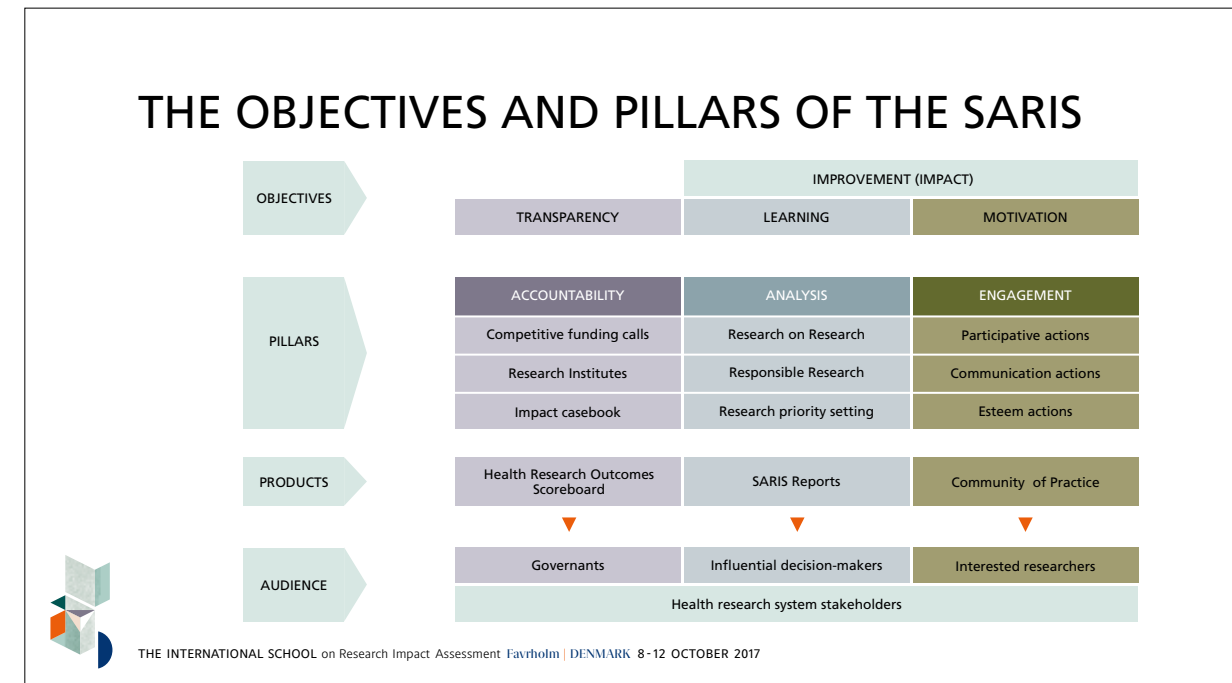 THE OBJECTIVES AND PILLARS OF THE SARIS
OBJECTIVES
IMPROVEMENT (IMPACT)
TRANSPARENCY
LEARNING
MOTIVATION
PILLARS
ACCOUNTABILITY
ANALYSIS
ENGAGEMENT
Competitive funding calls
Research on Research
Participative actions
Research Institutes
Responsible Research
Communication actions
Impact casebook
Research priority setting
Esteem actions
PRODUCTS
Health Research Outcomes
Scoreboard
SARIS Reports
Community of Practice
AUDIENCE
Governants
Influential decision-makers
Interested researchers
Health research system stakeholders
THE INTERNATIONAL SCHOOL on Research Impact Assessment Favrholm | DENMARK 8-12 OCTOBER 2017